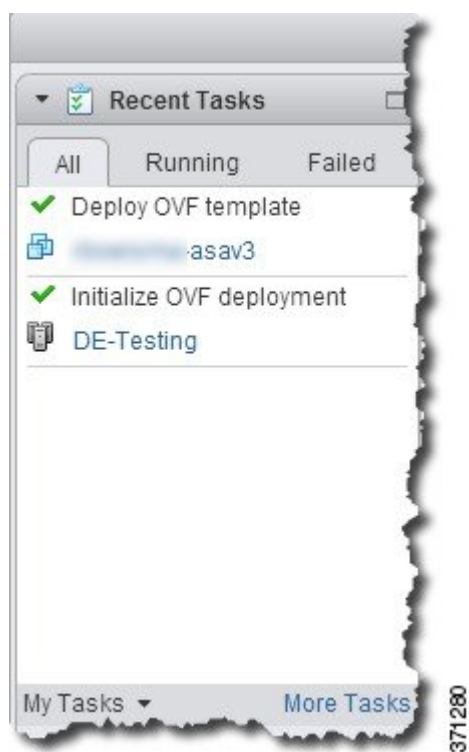 Recent Tasks
All Running Failed
Deploy OVF template
-asav3
Initialize OVF deployment
DE-Testing
My Tasks More Tasks
371280